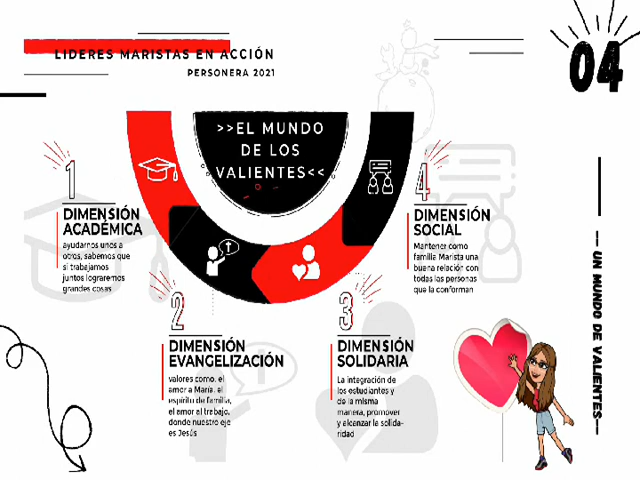 LIDERES MARISTAS EN ACCIÓN
PERSONERA 2021
04
>>EL MUNDO
DE LOS
VALIENTES<<
1
DIMENSIÓN
ACADÉMICA
ayudarnos unos a
otros, sabemos que
si trabajamos
juntos lograremos
grandes cosas
2
DIMENSIÓN
EVANGELIZACIÓN
valores como, el
amor a María, el
espíritu de familia,
el amor al trabajo,
donde nuestro eje
es Jesús
3
DIMENSIÓN
SOLIDARIA
La integración de
los estudiantes y
de la misma
manera, promover
y alcanzar la solida-
ridad
4
DIMENSIÓN
SOCIAL
Mantener como
familia Marista una
buena relación con
todas las personas
que la conforman
UN MUNDO DE VALIENTES